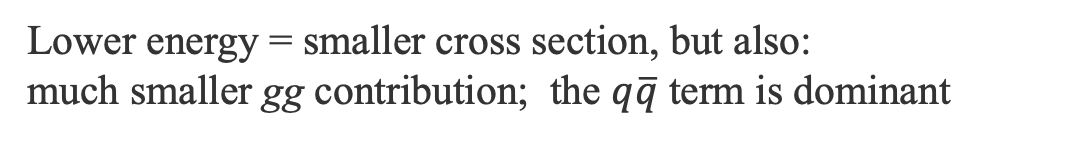 Lower energy = smaller cross section, but also:
much smaller gg contribution;  the qq̄ term is dominant